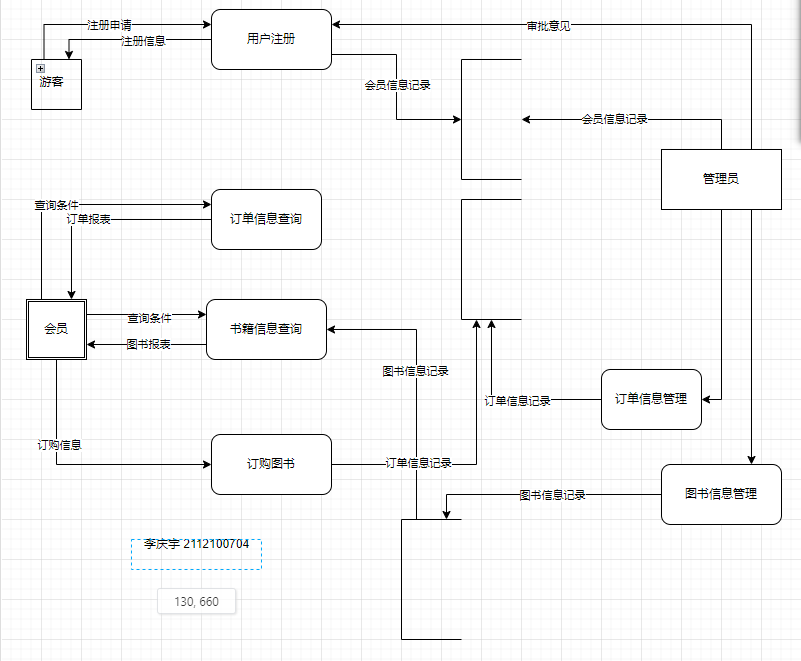 注册申请
审批意见
注册信息
用户注册
游客
会员信息记录
会员信息记录
管理员
查询条件
订单报表
订单信息查询
查询条件
会员
书籍信息查询
图书报表
图书信息记录
订单信息记录
订单信息管理
订购信息
订购图书
订单信息记录
图书信息记录
图书信息管理
李庆宇 2112100704
130, 660